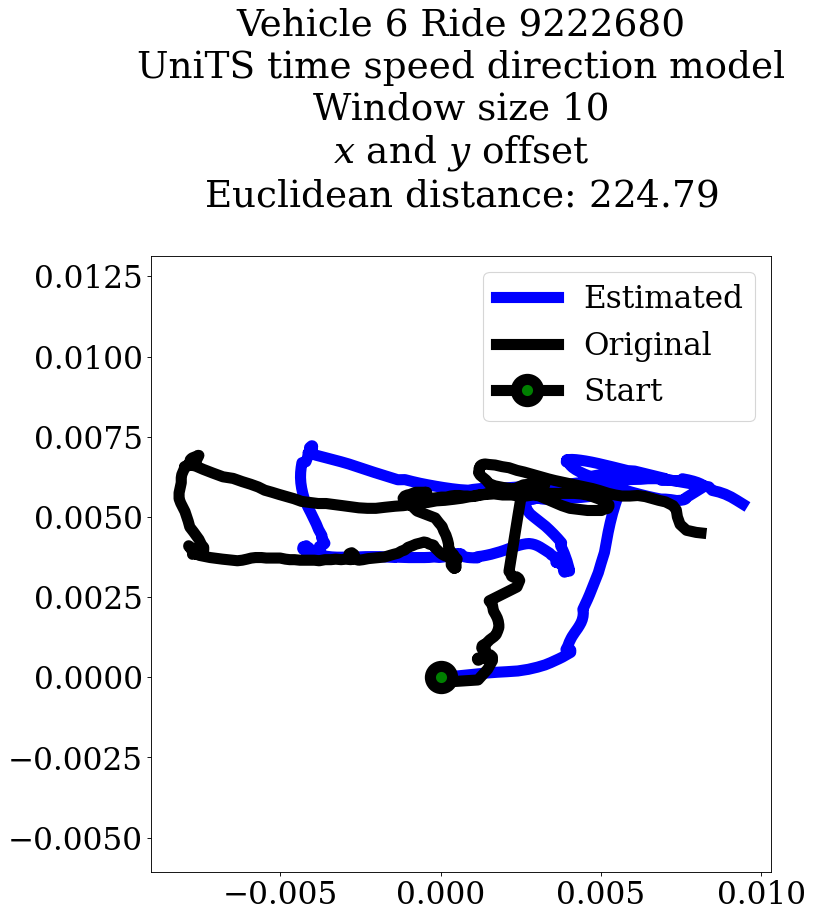 Vehicle 6 Ride 9222680
UniTS time speed direction model
Window size 10
x and y offset
Euclidean distance: 224.79
Estimated
Original
Start
0.0125
0.0100
0.0075
0.0050
0.0025
0.0000
−0.0025
−0.0050
−0.005 0.000 0.005 0.010